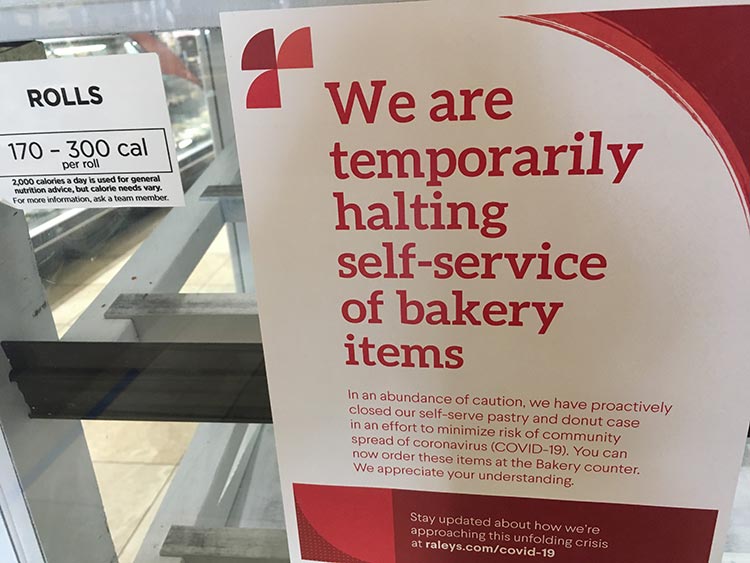 ROLLS
170 - 300 cal
per roll
2,000 calories a day is used for general
nutrition advice, but calorie needs vary.
For more information, ask a team member.
We are
temporarily
halting
self-service
of bakery
items
In an abundance of caution, we have proactively
closed our self-serve pastry and donut case
in an effort to minimize risk of community
spread of coronavirus (COVID-19). You can
now order these items at the Bakery counter.
We appreciate your understanding.
Stay updated about how we're
approaching this unfolding crisis
at raleys.com/covid-19